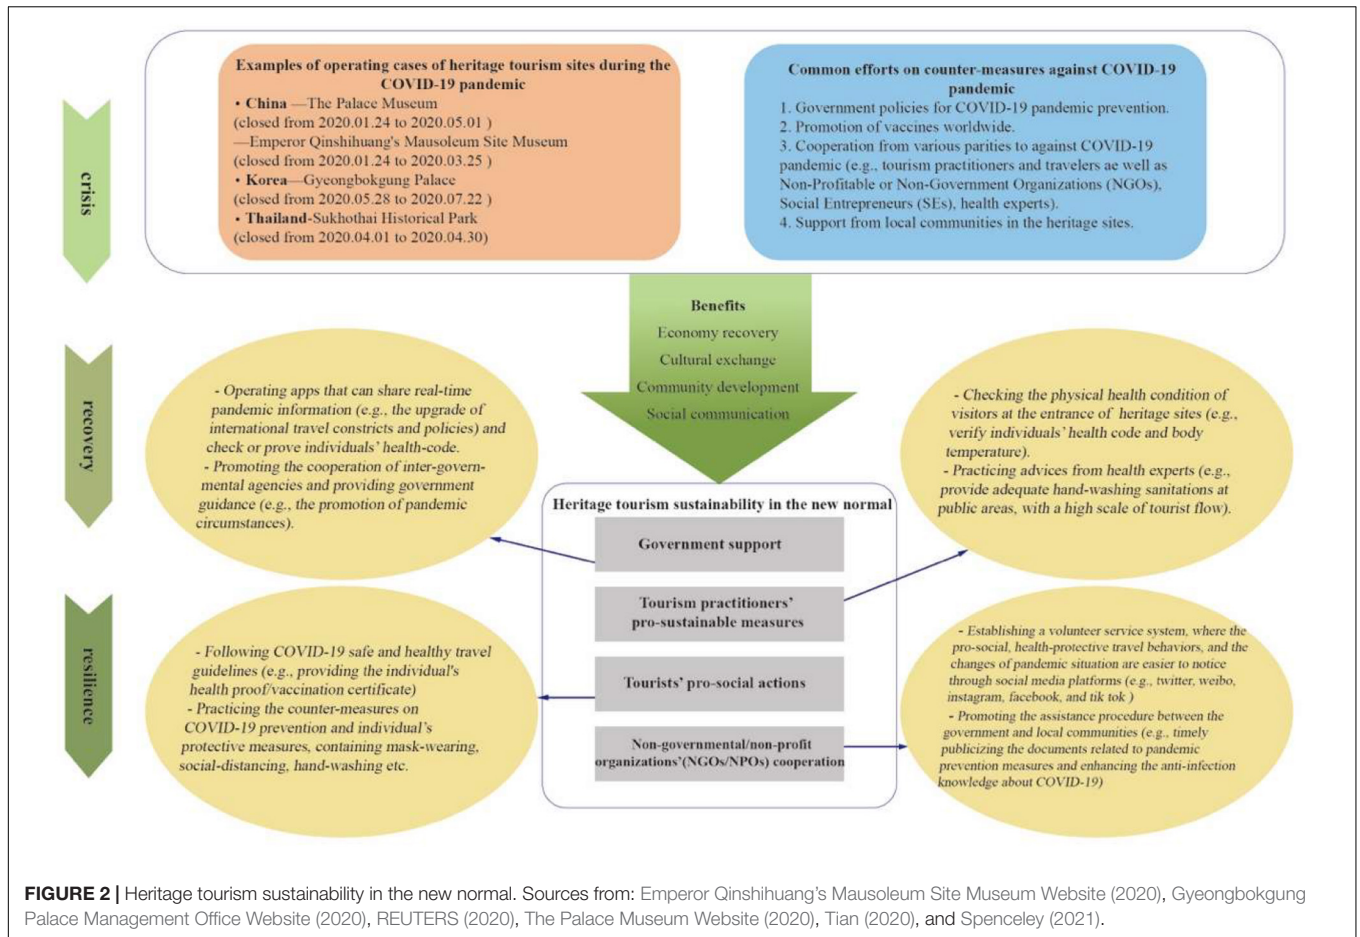 crisis
Examples of operating cases of heritage tourism sites during the
COVID-19 pandemic
• China —The Palace Museum
(closed from 2020.01.24 to 2020.05.01 )
—Emperor Qinshihuang's Mausoleum Site Museum
(closed from 2020.01.24 to 2020.03.25 )
• Korea—Gyeongbokgung Palace
(closed from 2020.05.28 to 2020.07.22 )
• Thailand-Sukhothai Historical Park
(closed from 2020.04.01 to 2020.04.30)
Common efforts on counter-measures against COVID-19
pandemic
1. Government policies for COVID-19 pandemic prevention.
2. Promotion of vaccines worldwide.
3. Cooperation from various parities to against COVID-19
pandemic (e.g., tourism practitioners and travelers ae well as
Non-Profitable or Non-Government Organizations (NGOs),
Social Entrepreneurs (SEs), health experts).
4. Support from local communities in the heritage sites.
Benefits
Economy recovery
Cultural exchange
Community development
Social communication
recovery
- Operating apps that can share real-time
pandemic information (e.g., the upgrade of
international travel constricts and policies) and
check or prove individuals' health-code.
- Promoting the cooperation of inter-govern-
mental agencies and providing government
guidance (e.g., the promotion of pandemic
circumstances).
- Checking the physical health condition of
visitors at the entrance of heritage sites (e.g.,
verify individuals' health code and body
temperature).
- Practicing advices from health experts (e.g.,
provide adequate hand-washing sanitations at
public areas, with a high scale of tourist flow).
Heritage tourism sustainability in the new normal
Government support
Tourism practitioners'
pro-sustainable measures
Tourists' pro-social actions
Non-governmental/non-profit
organizations'(NGOs/NPOs) cooperation
resilience
- Following COVID-19 safe and healthy travel
guidelines (e.g., providing the individual's
health proof/vaccination certificate)
- Practicing the counter-measures on
COVID-19 prevention and individual's
protective measures, containing mask-wearing,
social-distancing, hand-washing etc.
- Establishing a volunteer service system, where the
pro-social, health-protective travel behaviors, and the
changes of pandemic situation are easier to notice
through social media platforms (e.g., twitter, weibo,
instagram, facebook, and tik tok )
- Promoting the assistance procedure between the
government and local communities (e.g., timely
publicizing the documents related to pandemic
prevention measures and enhancing the anti-infection
knowledge about COVID-19)
FIGURE 2 | Heritage tourism sustainability in the new normal. Sources from: Emperor Qinshihuang's Mausoleum Site Museum Website (2020), Gyeongbokgung
Palace Management Office Website (2020), REUTERS (2020), The Palace Museum Website (2020), Tian (2020), and Spenceley (2021).